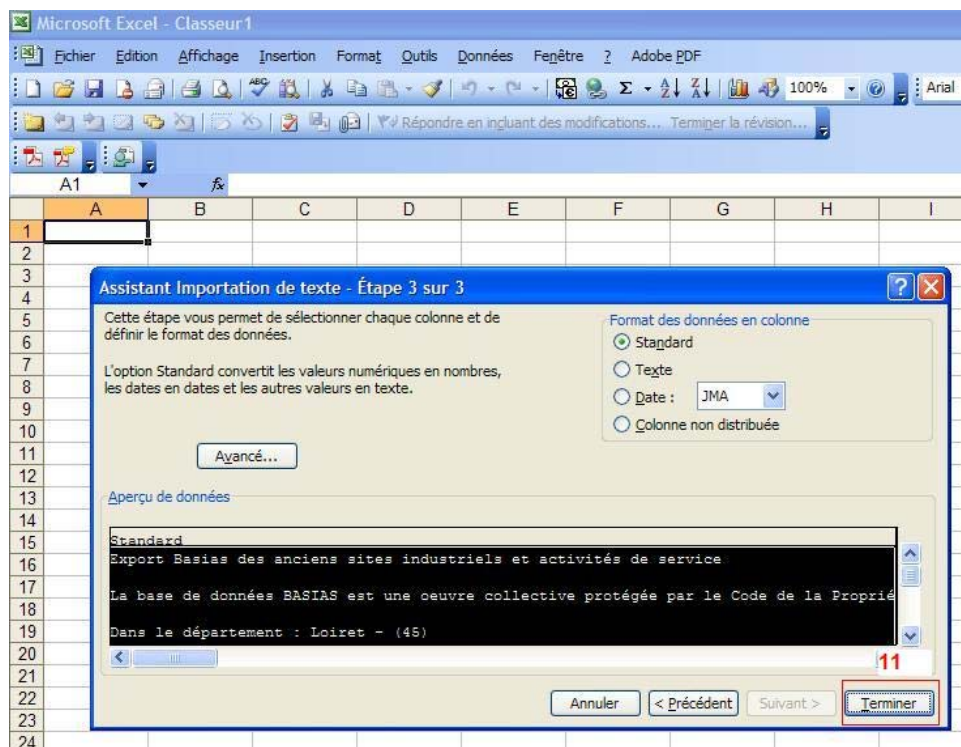 Microsoft Excel - Classeur1
Fichier Edition Affichage Insertion Format Outils Données Fenêtre ? Adobe PDF
100% Arial
Répondre en incluant des modifications... Terminer la révision...
A1 fx
A B C D E F G H I
1
2
3
4
5
6
7
8
9
10
11
12
13
14
15
16
17
18
19
20
21
22
23
24
Assistant Importation de texte - Étape 3 sur 3
Cette étape vous permet de sélectionner chaque colonne et de
définir le format des données.
L'option Standard convertit les valeurs numériques en nombres,
les dates en dates et les autres valeurs en texte.
Avancé...
Format des données en colonne
Standard
Texte
Date : JMA
Colonne non distribuée
Aperçu de données
Standard
Export Basias des anciens sites industriels et activités de service
La base de données BASIAS est une oeuvre collective protégée par le Code de la Proprié
Dans le département : Loiret - (45)
11
Annuler < Précédent Suivant > Terminer